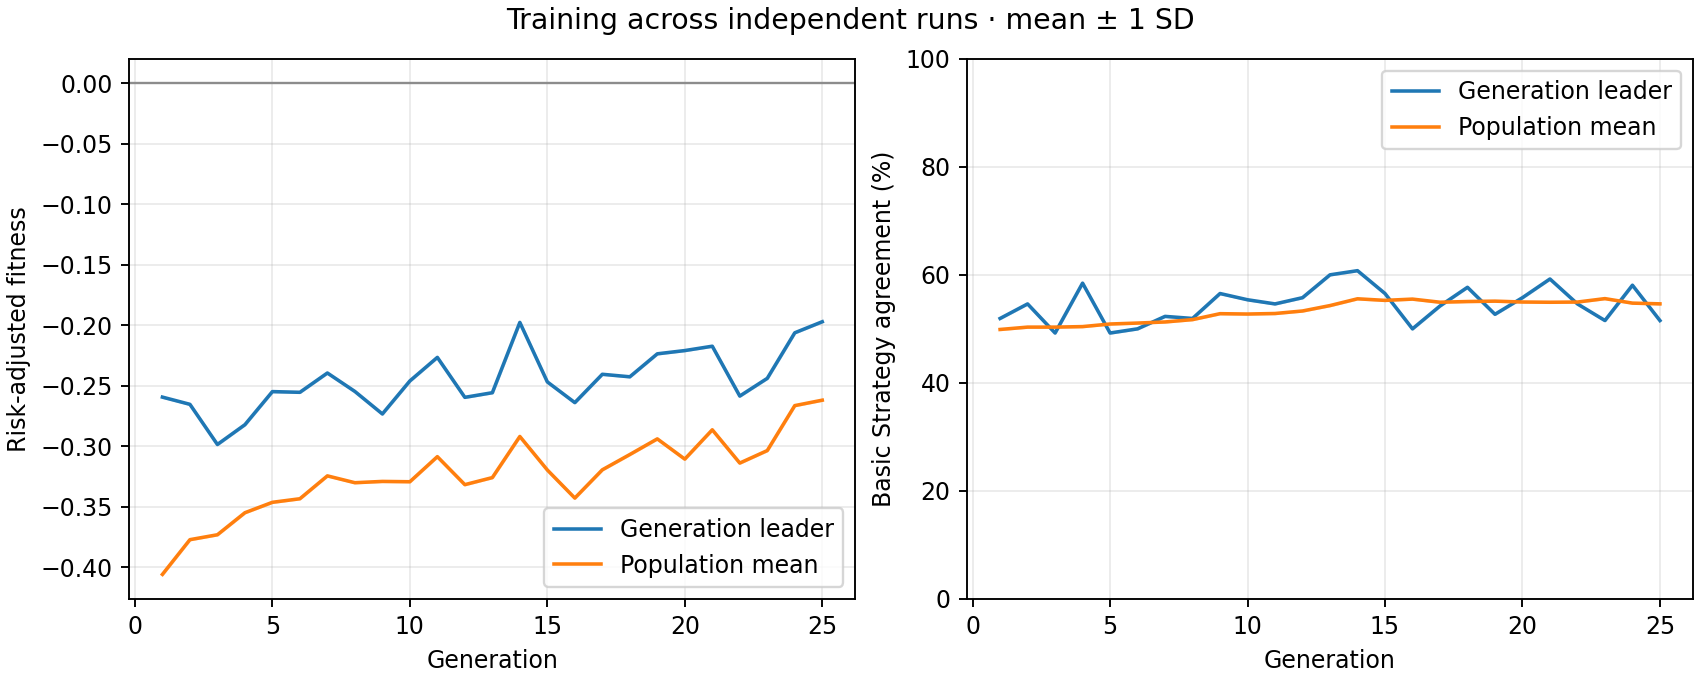 Training across independent runs · mean ± 1 SD
Risk-adjusted fitness
0.00
−0.05
−0.10
−0.15
−0.20
−0.25
−0.30
−0.35
−0.40
Generation leader
Population mean
0 5 10 15 20 25
Generation
Basic Strategy agreement (%)
100
80
60
40
20
0
Generation leader
Population mean
0 5 10 15 20 25
Generation